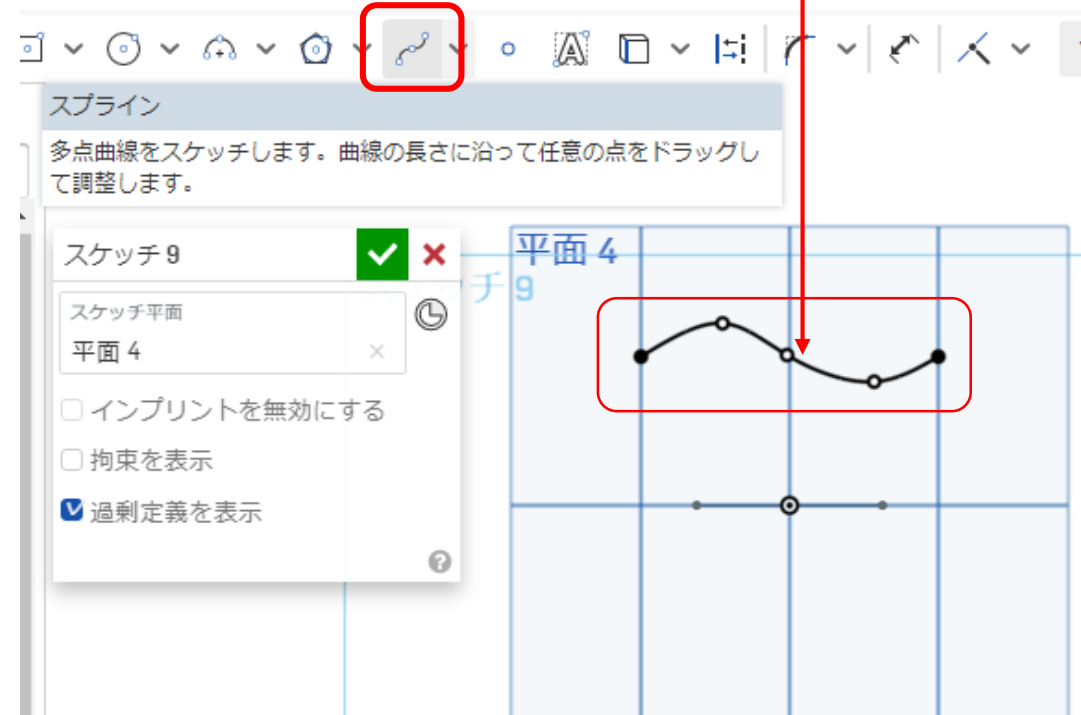 スプライン
多点曲線をスケッチします。曲線の長さに沿って任意の点をドラッグし
て調整します。
スケッチ 9
平面 4
チ 9
スケッチ平面
平面 4
インプリントを無効にする
拘束を表示
過剰定義を表示